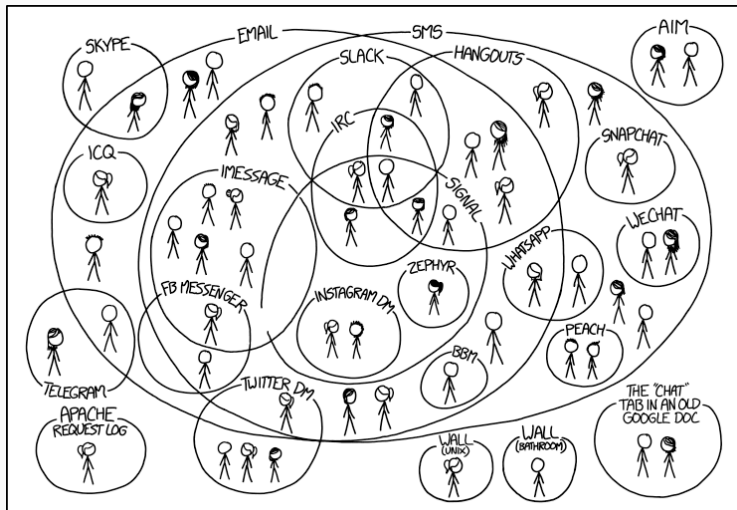 SKYPE
EMAIL
SMS
AIM
SLACK
HANGOUTS
IRC
SNAPCHAT
ICQ
IMESSAGE
SIGNAL
WECHAT
WHATSAPP
ZEPHYR
FB MESSENGER
INSTAGRAM DM
PEACH
BBM
TELEGRAM
TWITTER DM
THE "CHAT"
TAB IN AN OLD
GOOGLE DOC
APACHE
REQUEST LOG
WALL
(UNIX)
WALL
(BATHROOM)